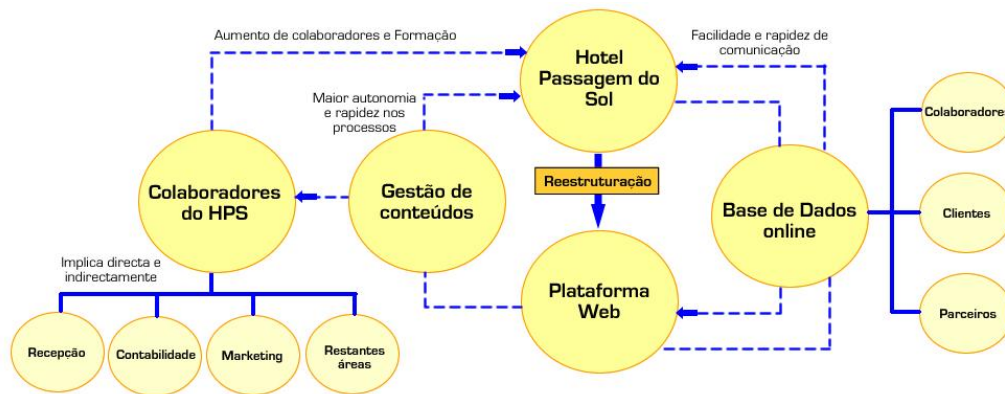 Aumento de colaboradores e Formação
Hotel
Passagem do
Sol
Facilidade e rapidez de
comunicação
Maior autonomia
e rapidez nos
processos
Colaboradores
Colaboradores
do HPS
Gestão de
conteúdos
Reestruturação
Base de Dados
online
Clientes
Implica directa e
indirectamente
Plataforma
Web
Parceiros
Recepção
Contabilidade
Marketing
Restantes
áreas